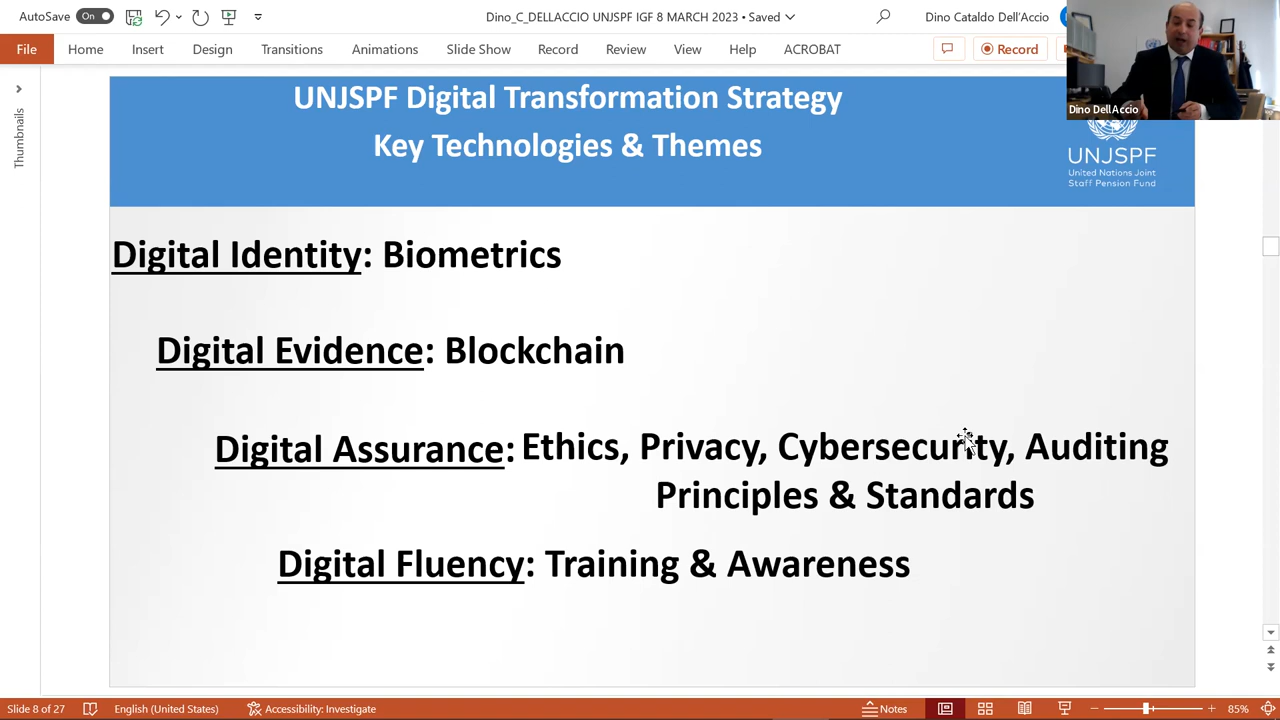 AutoSave On Dino_C_DELLACCIO UNJSPF IGF 8 MARCH 2023 • Saved Dino Cataldo Dell'Accio
File Home Insert Design Transitions Animations Slide Show Record Review View Help ACROBAT Record
Dino Dell Accio
Thumbnails
UNJSPF Digital Transformation Strategy
Key Technologies & Themes
UNJSPF
United Nations Joint
Staff Pension Fund
Digital Identity: Biometrics
Digital Evidence: Blockchain
Digital Assurance: Ethics, Privacy, Cybersecurity, Auditing
Principles & Standards
Digital Fluency: Training & Awareness
Slide 8 of 27 English (United States) Accessibility: Investigate Notes 85%